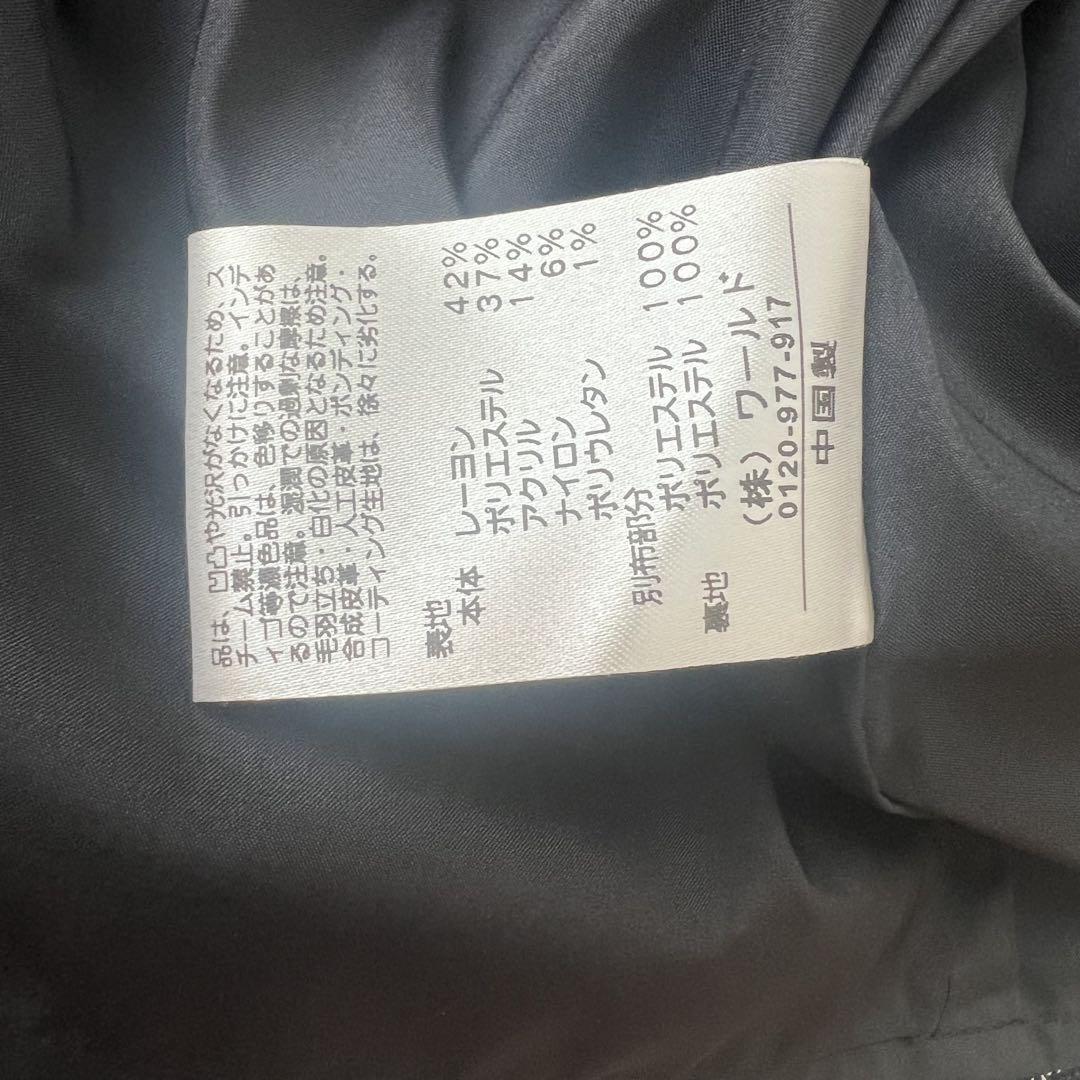 品は、凹凸や光沢がなくなるため、ス
チーム禁止。引っかけに注意。インデ
ィゴ等濃色品は、色移りすることがあ
るので注意。湿潤での過剰な摩擦は、
毛羽立ち・白化の原因となるため注意。
合成皮革・人工皮革・ボンディング・
コーティング生地は、徐々に劣化する。
表地
本体 レーヨン 42%
ポリエステル 37%
アクリル 14%
ナイロン 6%
ポリウレタン 1%
別布部分
ポリエステル 100%
裏地 ポリエステル 100%
(株)ワールド
0120-977-917
中国製